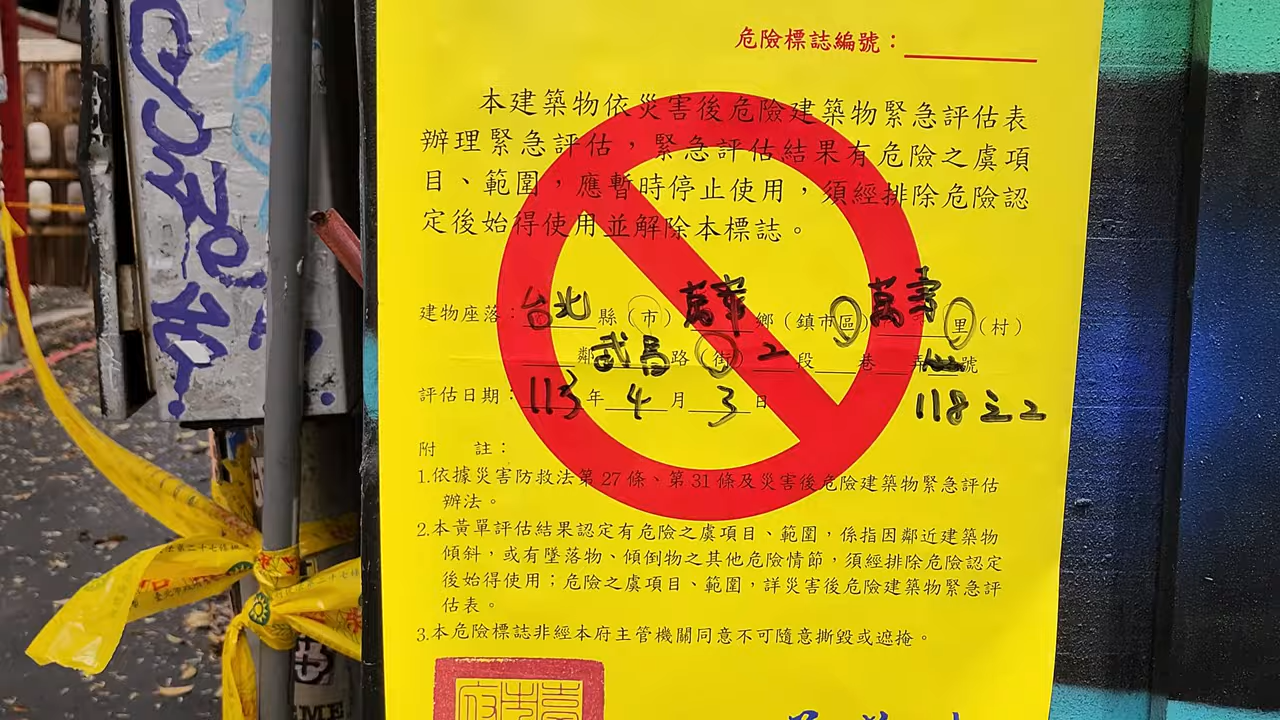 危險標誌編號：
本建築物依災害後危險建築物緊急評估表
辦理緊急評估，緊急評估結果有危險之虞項
目、範圍，應暫時停止使用，須經排除危險認
定後始得使用並解除本標誌。
建物座落：台北縣（市）萬華鄉（鎮市區）萬壽里（村）
鄰武昌路（街）2段 巷 弄 號
評估日期：113年4月3日 118之2
附 註：
1.依據災害防救法第27條、第31條及災害後危險建築物緊急評估
辦法。
2.本黃單評估結果認定有危險之虞項目、範圍，係指因鄰近建築物
傾斜，或有墜落物、傾倒物之其他危險情節，須經排除危險認定
後始得使用；危險之虞項目、範圍，詳災害後危險建築物緊急評
估表。
3.本危險標誌非經本府主管機關同意不可隨意撕毀或遮掩。